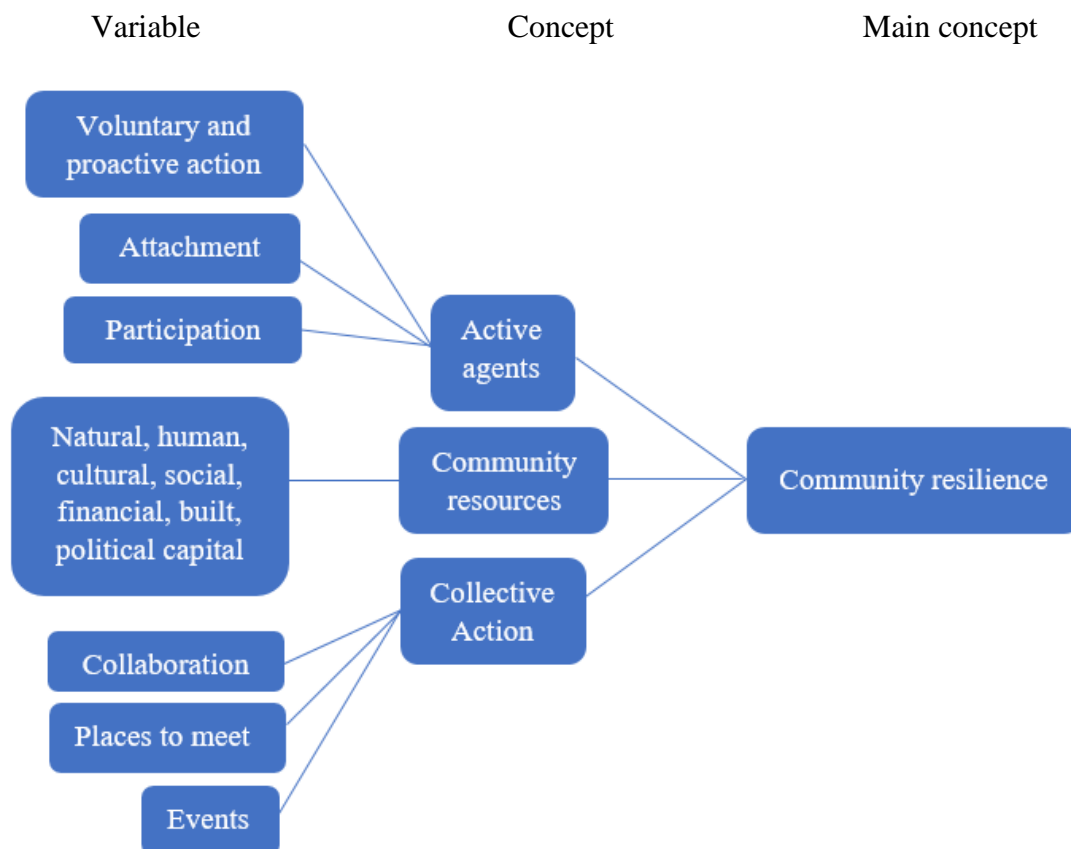 Variable Concept Main concept
Voluntary and
proactive action
Attachment
Participation
Active
agents
Natural, human,
cultural, social,
financial, built,
political capital
Community
resources
Community resilience
Collective
Action
Collaboration
Places to meet
Events